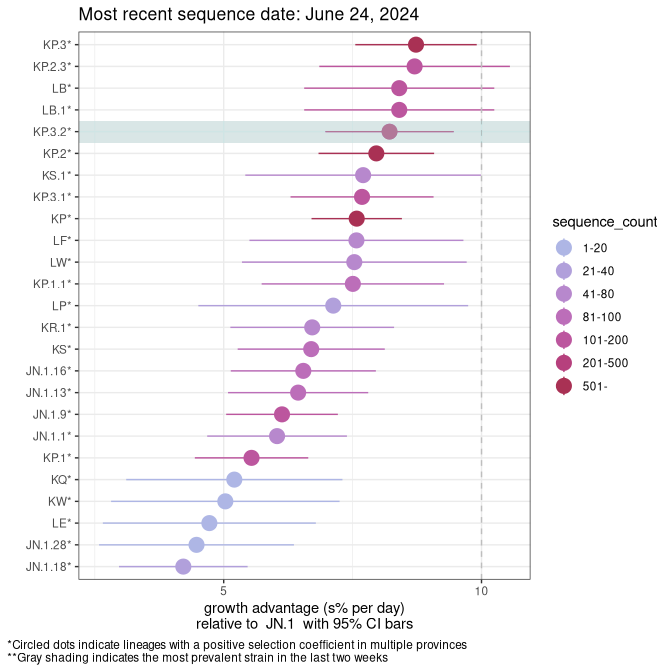 Most recent sequence date: June 24, 2024
KP.3*
KP.2.3*
LB*
LB.1*
KP.3.2*
KP.2*
KS.1*
KP.3.1*
KP*
LF*
LW*
KP.1.1*
LP*
KR.1*
KS*
JN.1.16*
JN.1.13*
JN.1.9*
JN.1.1*
KP.1*
KQ*
KW*
LE*
JN.1.28*
JN.1.18*
5 10
growth advantage (s% per day)
relative to JN.1 with 95% CI bars
sequence_count
1-20
21-40
41-80
81-100
101-200
201-500
501-
*Circled dots indicate lineages with a positive selection coefficient in multiple provinces
**Gray shading indicates the most prevalent strain in the last two weeks